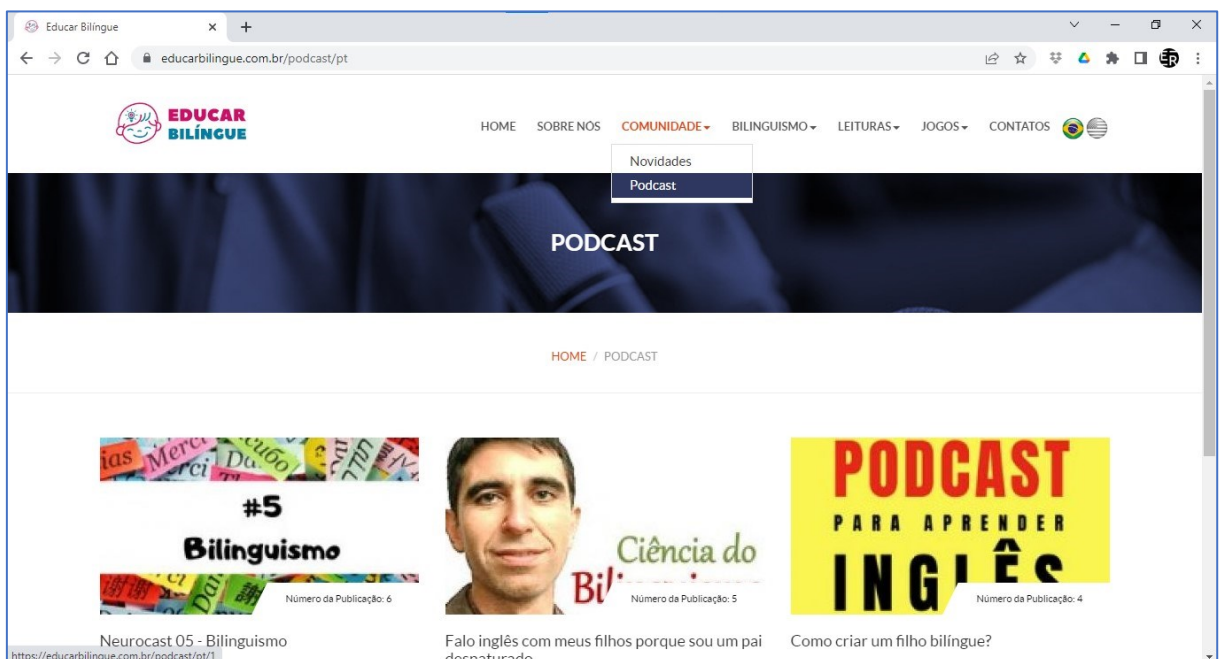 Educar Bilíngue
educarbilingue.com.br/podcast/pt
EDUCAR
BILÍNGUE
HOME SOBRE NÓS COMUNIDADE BILINGUISMO LEITURAS JOGOS CONTATOS
Novidades
Podcast
PODCAST
HOME / PODCAST
ias Merci
#5
Bilinguismo
Número da Publicação: 6
Neurocast 05 - Bilinguismo
Ciência do
Número da Publicação: 5
Falo inglês com meus filhos porque sou um pai
desnaturado
PODCAST
PARA APRENDER
INGLÊS
Número da Publicação: 4
Como criar um filho bilíngue?
https://educarbilingue.com.br/podcast/pt/1